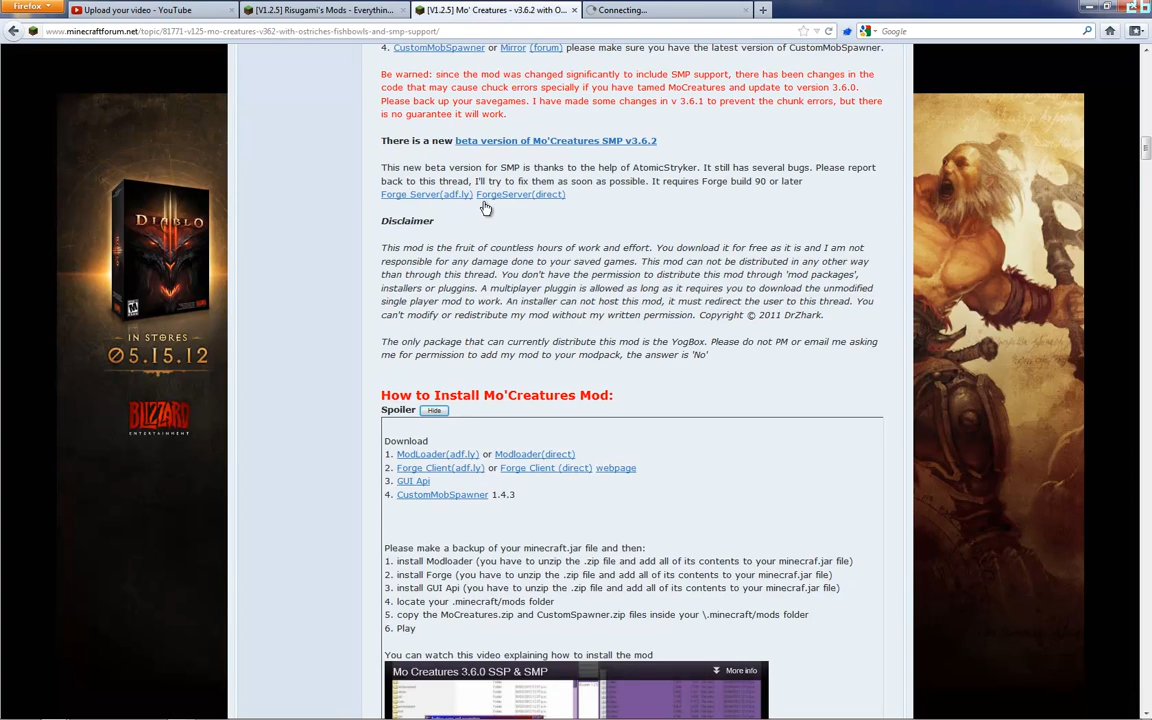 Firefox
Upload your video - YouTube
[V1.2.5] Risugami's Mods - Everythin...
[V1.2.5] Mo' Creatures - v3.6.2 with O...
Connecting...
www.minecraftforum.net/topic/81771-v125-mo-creatures-v362-with-ostriches-fishbowls-and-smp-support/
Google
4. CustomMobSpawner or Mirror (forum) please make sure you have the latest version of CustomMobSpawner.
Be warned: since the mod was changed significantly to include SMP support, there has been changes in the
code that may cause chuck errors specially if you have tamed MoCreatures and update to version 3.6.0.
Please back up your savegames. I have made some changes in v 3.6.1 to prevent the chunk errors, but there
is no guarantee it will work.
There is a new beta version of Mo'Creatures SMP v3.6.2
This new beta version for SMP is thanks to the help of AtomicStryker. It still has several bugs. Please report
back to this thread, I'll try to fix them as soon as possible. It requires Forge build 90 or later
Forge Server(adf.ly) ForgeServer(direct)
Disclaimer
This mod is the fruit of countless hours of work and effort. You download it for free as it is and I am not
responsible for any damage done to your saved games. This mod can not be distributed in any other way
than through this thread. You don't have the permission to distribute this mod through 'mod packages',
installers or plugins. A multiplayer pluggin is allowed as long as it requires you to download the unmodified
single player mod to work. An installer can not host this mod, it must redirect the user to this thread. You
can't modify or redistribute my mod without my written permission. Copyright © 2011 DrZhark.
The only package that can currently distribute this mod is the YogBox. Please do not PM or email me asking
me for permission to add my mod to your modpack, the answer is 'No'
How to Install Mo'Creatures Mod:
Spoiler Hide
Download
1. ModLoader(adf.ly) or Modloader(direct)
2. Forge Client(adf.ly) or Forge Client (direct) webpage
3. GUI Api
4. CustomMobSpawner 1.4.3
Please make a backup of your minecraft.jar file and then:
1. install Modloader (you have to unzip the .zip file and add all of its contents to your minecraf.jar file)
2. install Forge (you have to unzip the .zip file and add all of its contents to your minecraf.jar file)
3. install GUI Api (you have to unzip the .zip file and add all of its contents to your minecraf.jar file)
4. locate your .minecraft/mods folder
5. copy the MoCreatures.zip and CustomSpawner.zip files inside your \.minecraft/mods folder
6. Play
You can watch this video explaining how to install the mod
Mo Creatures 3.6.0 SSP & SMP
More info
DIABLO
IN STORES
05.15.12
BLIZZARD
ENTERTAINMENT